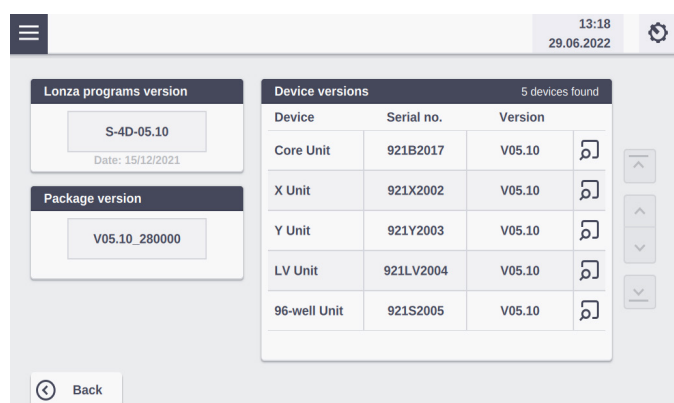 13:18
29.06.2022
Lonza programs version
S-4D-05.10
Date: 15/12/2021
Package version
V05.10_280000
Device versions 5 devices found
Device Serial no. Version
Core Unit 921B2017 V05.10
X Unit 921X2002 V05.10
Y Unit 921Y2003 V05.10
LV Unit 921LV2004 V05.10
96-well Unit 921S2005 V05.10
Back